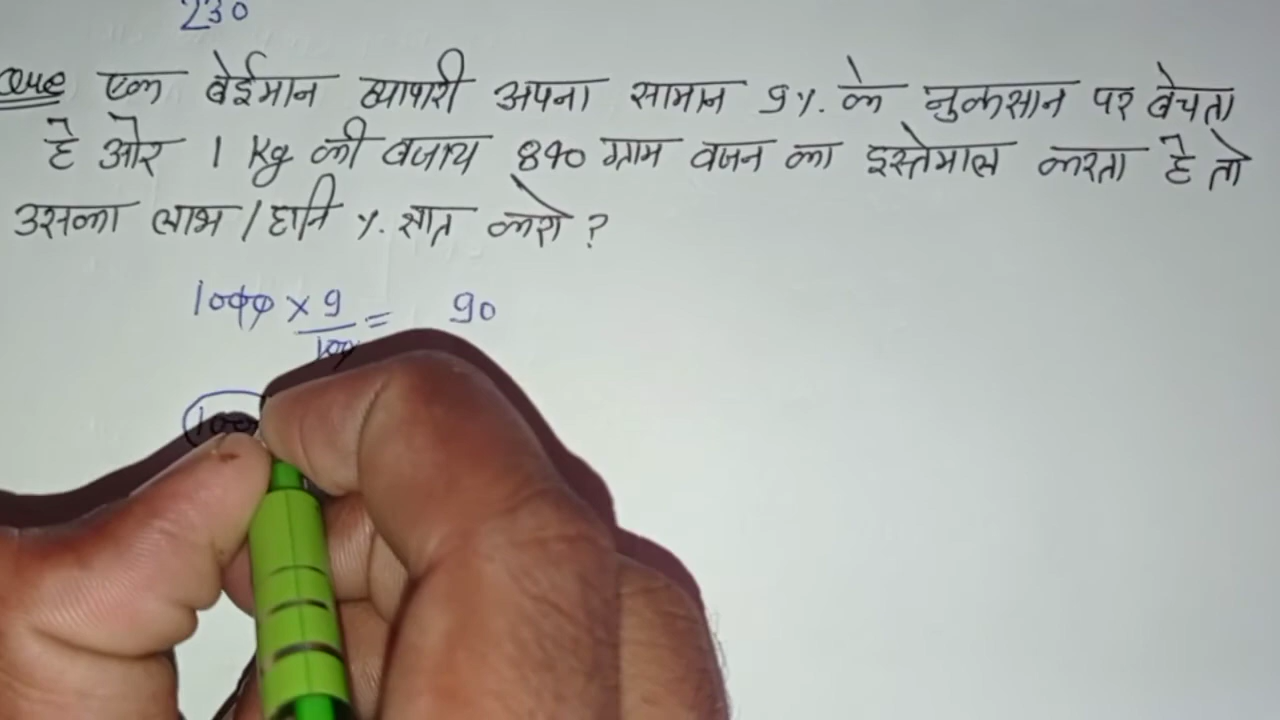 230
Que एक बेईमान व्यापारी अपना सामान 9%. के नुकसान पर बेचता
है और 1 Kg की बजाय 840 ग्राम वजन का इस्तेमाल करता है तो
उसका लाभ / हानि %. ज्ञात करो ?
1000 × 9/100 = 90